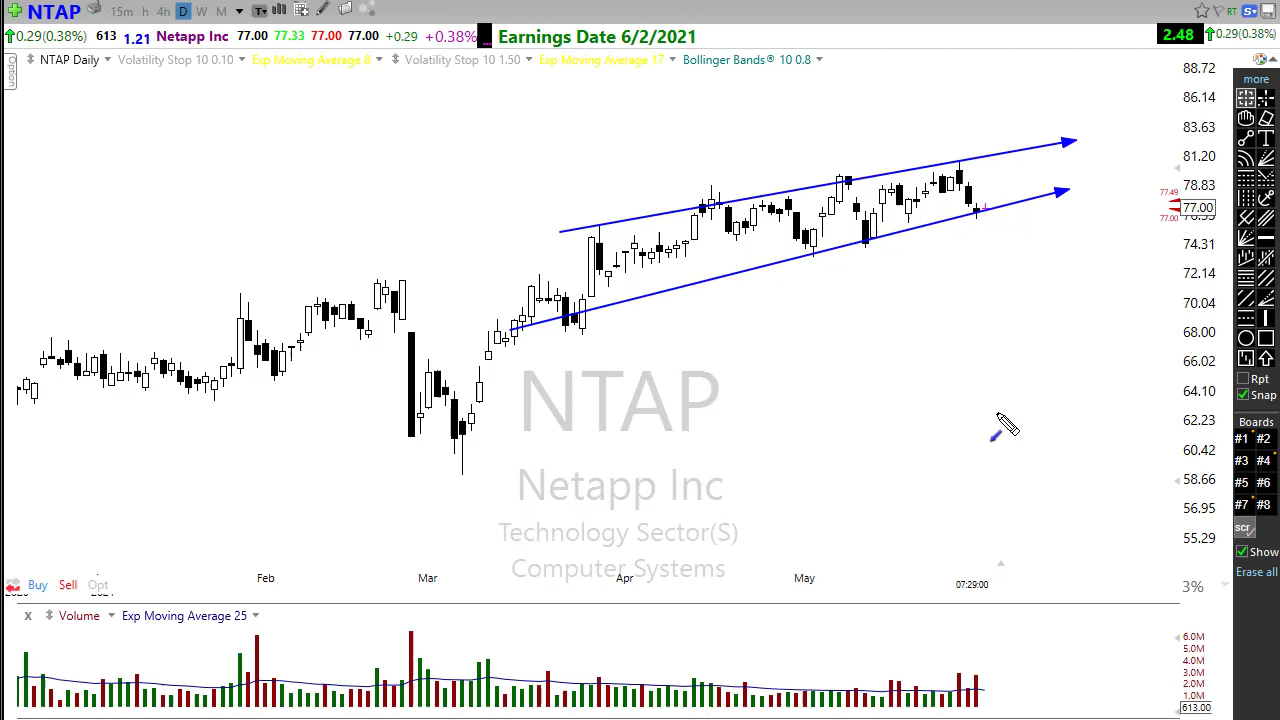 NTAP 15m h 4h D W M T RT S
0.29(0.38%) 613 1.21 Netapp Inc 77.00 77.33 77.00 77.00 +0.29 +0.38% Earnings Date 6/2/2021 2.48 0.29(0.38%)
Option NTAP Daily Volatility Stop 10 0.10 Exp Moving Average 8 Volatility Stop 10 1.50 Exp Moving Average 17 Bollinger Bands® 10 0.8
88.72
more
86.14
83.63
81.20
78.83
77.49
77.00
77.00
74.31
72.14
70.04
68.00
66.02
64.10
62.23
60.42
58.66
56.95
55.29
NTAP
Netapp Inc
Technology Sector(S)
Computer Systems
T
Rpt
Snap
Boards
#1 #2
#3 #4
#5 #6
#7 #8
scr
Show
Erase all
Buy Sell Opt
Feb Mar Apr May 07:29:00 3%
X Volume Exp Moving Average 25
6.0M
5.0M
4.0M
3.0M
2.0M
1.0M
613.00